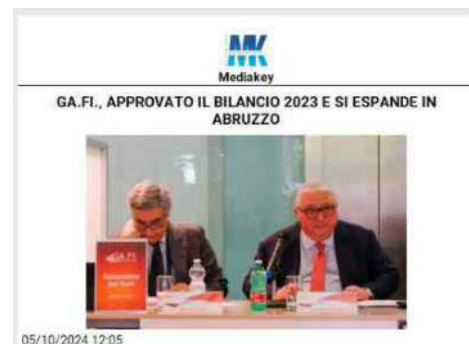 MK
Mediakey
GA.FI., APPROVATO IL BILANCIO 2023 E SI ESPANDE IN
ABRUZZO
GA.FI.
05/10/2024 12:05